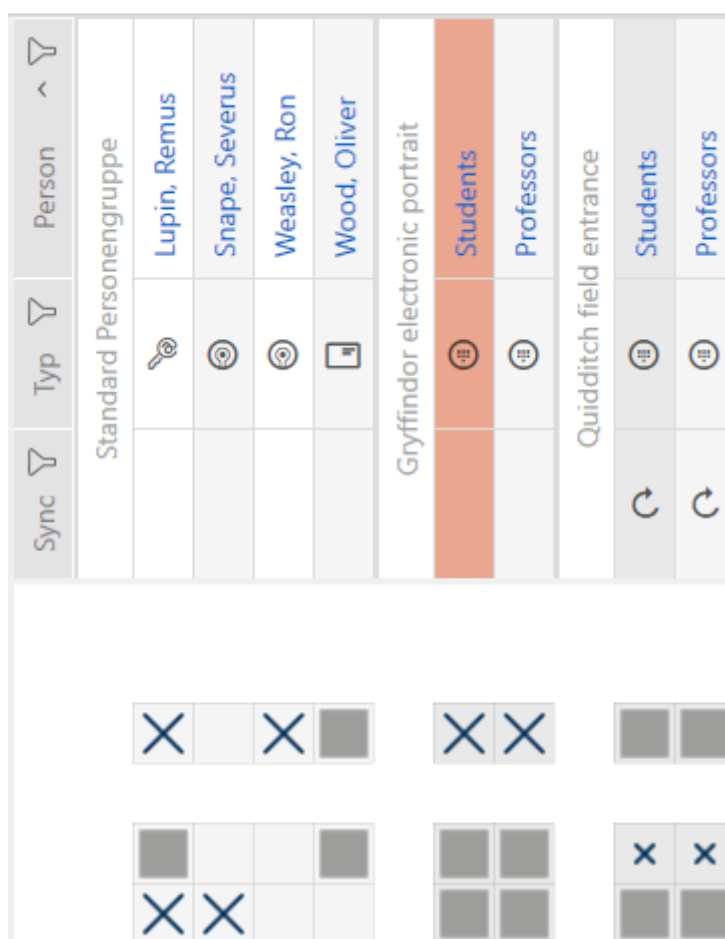 Sync Typ Person
Standard Personengruppe
Lupin, Remus
Snape, Severus
Weasley, Ron
Wood, Oliver
Gryffindor electronic portrait
Students
Professors
Quidditch field entrance
Students
Professors